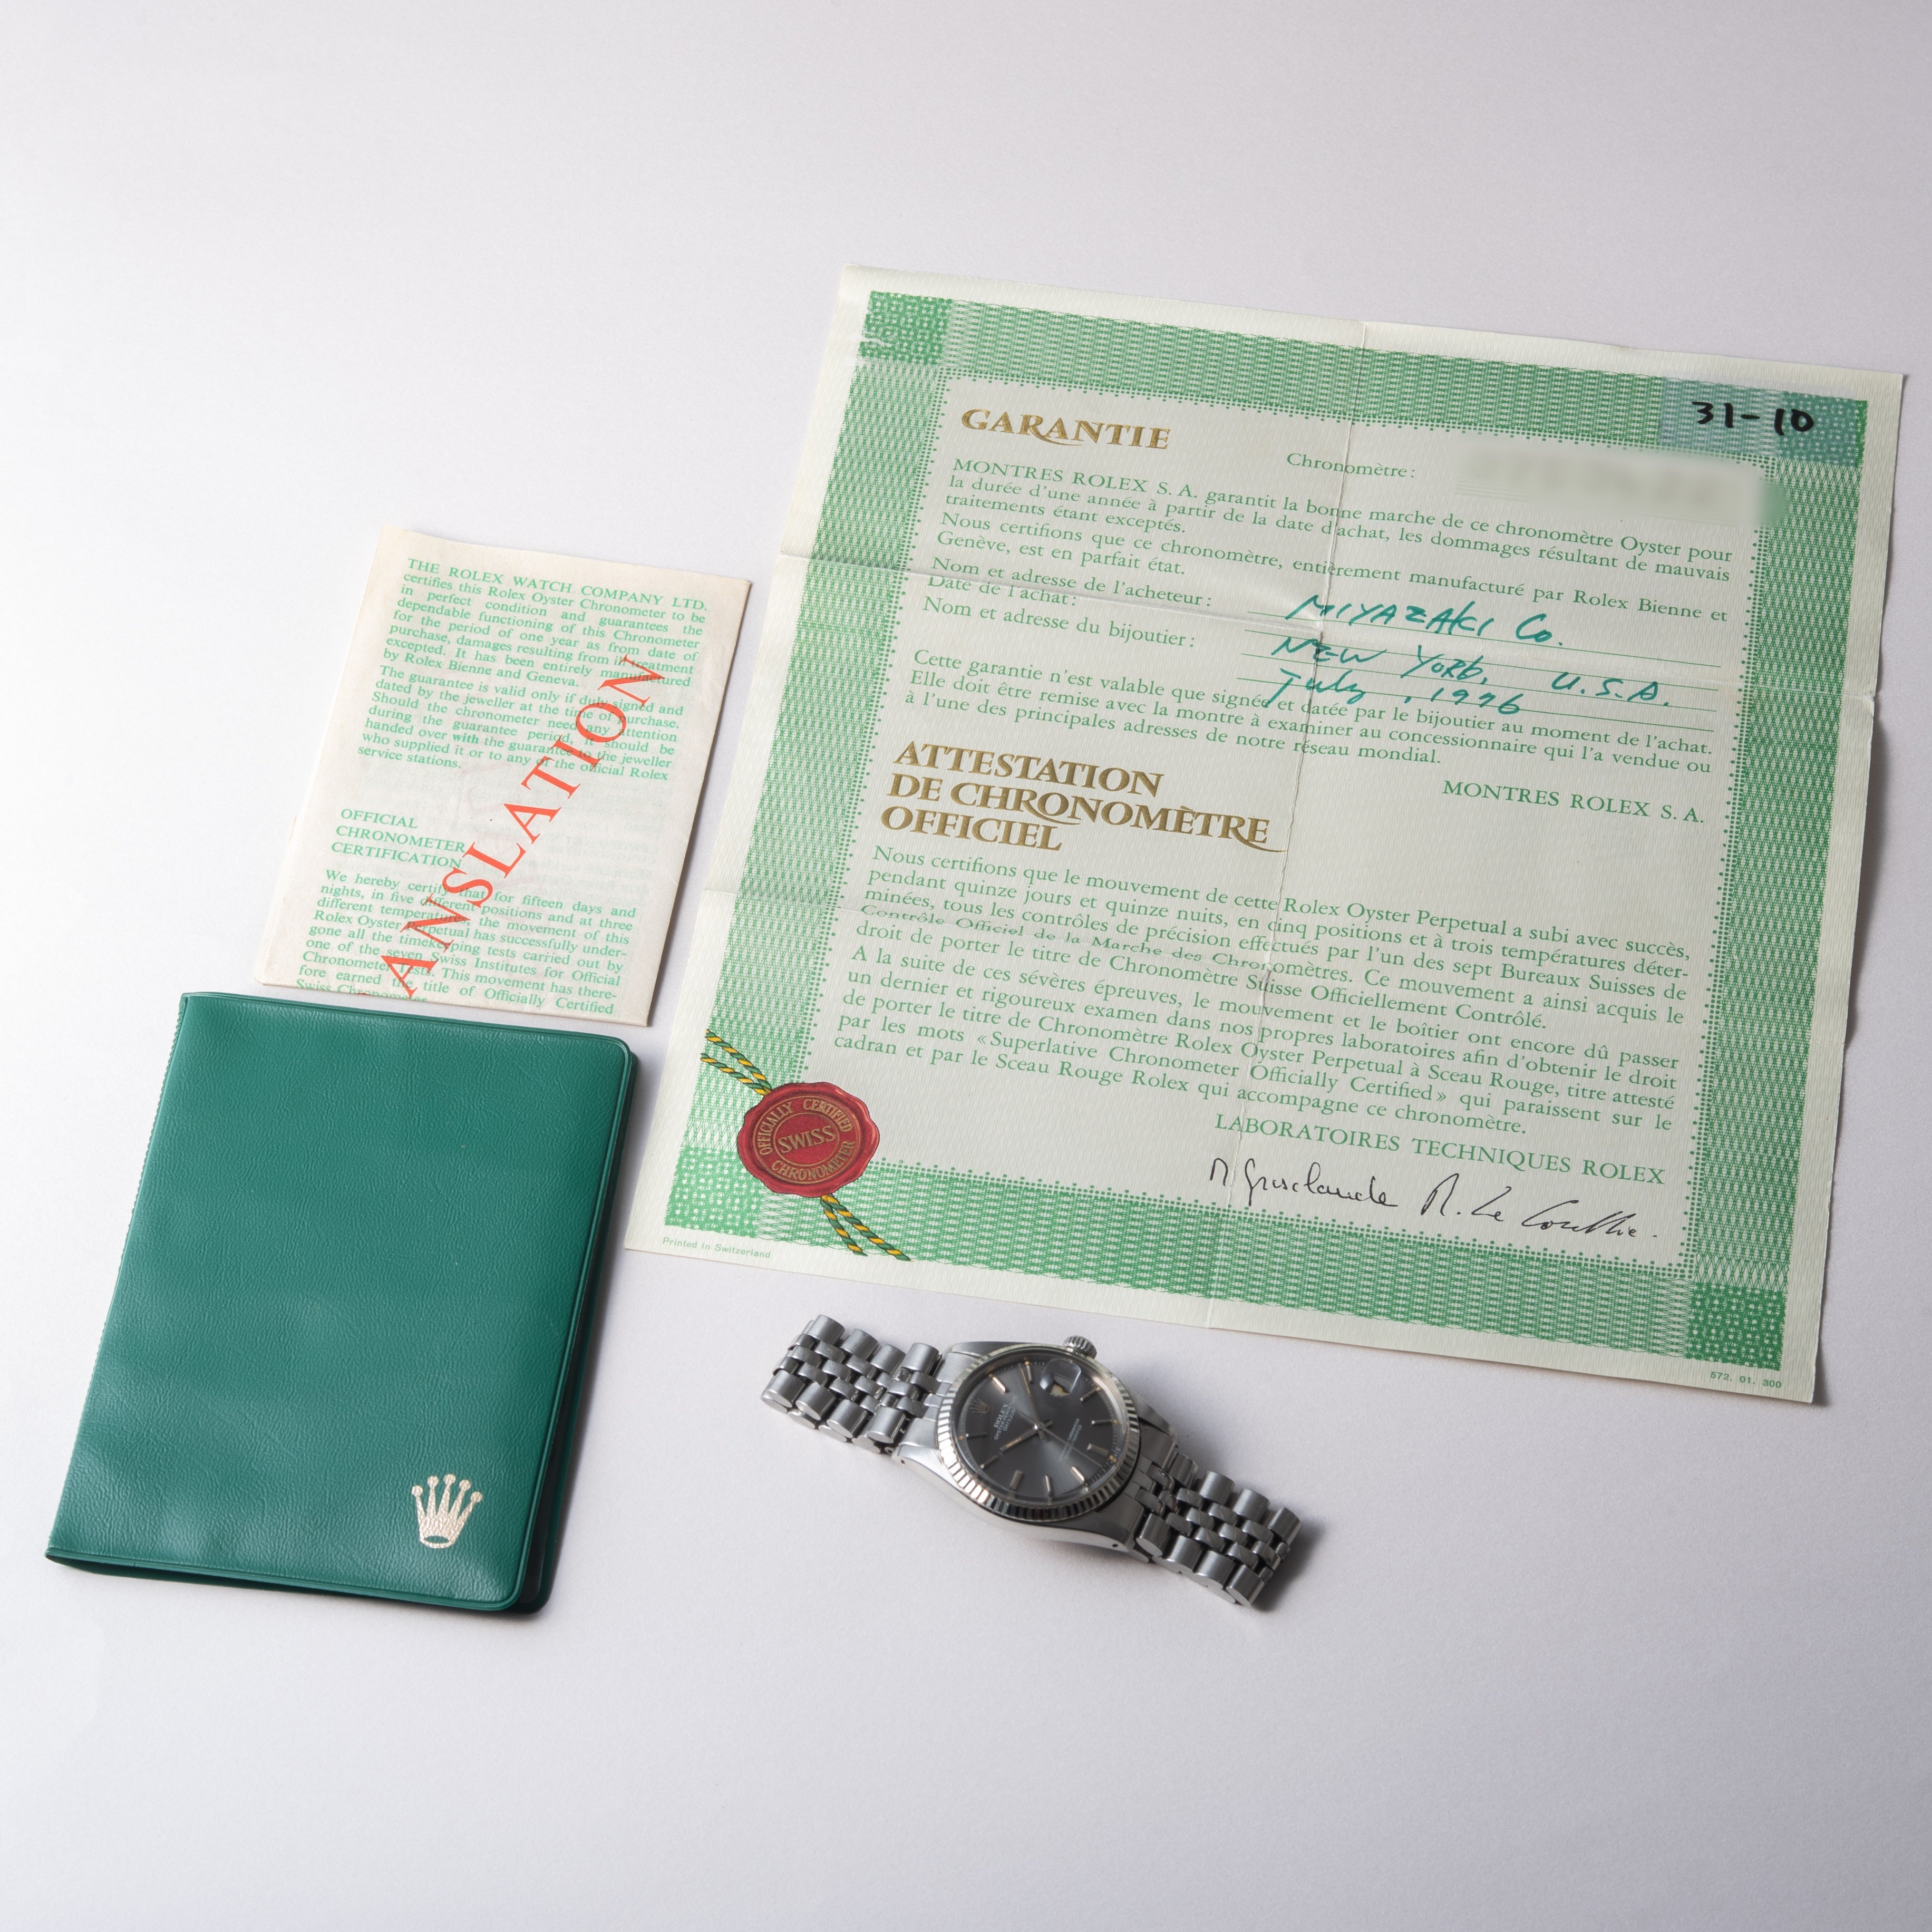 THE ROLEX WATCH COMPANY LTD.
certifies this Rolex Oyster Chronometer to be
in perfect condition and guarantees the
dependable functioning of this Chronometer
for the period of one year as from date of
purchase, damages resulting from ill treatment
excepted. It has been entirely manufactured
by Rolex Bienne and Geneva.
The guarantee is valid only if duly signed and
dated by the jeweller at the time of purchase.
Should the chronometer need any attention
during the guarantee period, it should be
handed over with the guarantee to the jeweller
who supplied it or to any of the official Rolex
service stations.
OFFICIAL
CHRONOMETER
CERTIFICATION
We hereby certify that for fifteen days and
nights, in five different positions and at three
different temperatures, the movement of this
Rolex Oyster Perpetual has successfully under-
gone all the timekeeping tests carried out by
one of the seven Swiss Institutes for Official
Chronometer Tests. This movement has there-
fore earned the title of Officially Certified
Swiss Chronometer
ANSLATION
31-10
GARANTIE
Chronomètre:
MONTRES ROLEX S. A. garantit la bonne marche de ce chronomètre Oyster pour
la durée d'une année à partir de la date d'achat, les dommages résultant de mauvais
traitements étant exceptés.
Nous certifions que ce chronomètre, entièrement manufacturé par Rolex Bienne et
Genève, est en parfait état.
Nom et adresse de l'acheteur: MIYAZAKI Co.
Date de l'achat:
Nom et adresse du bijoutier: NEW YORK, U.S.A.
July, 1976
Cette garantie n'est valable que signée et datée par le bijoutier au moment de l'achat.
Elle doit être remise avec la montre à examiner au concessionnaire qui l'a vendue ou
à l'une des principales adresses de notre réseau mondial.
MONTRES ROLEX S. A.
ATTESTATION
DE CHRONOMÈTRE
OFFICIEL
Nous certifions que le mouvement de cette Rolex Oyster Perpetual a subi avec succès,
pendant quinze jours et quinze nuits, en cinq positions et à trois températures déter-
minées, tous les contrôles de précision effectués par l'un des sept Bureaux Suisses de
Contrôle Officiel de la Marche des Chronomètres. Ce mouvement a ainsi acquis le
droit de porter le titre de Chronomètre Suisse Officiellement Contrôlé.
A la suite de ces sévères épreuves, le mouvement et le boîtier ont encore dû passer
un dernier et rigoureux examen dans nos propres laboratoires afin d'obtenir le droit
de porter le titre de Chronomètre Rolex Oyster Perpetual à Sceau Rouge, titre attesté
par les mots «Superlative Chronometer Officially Certified» qui paraissent sur le
cadran et par le Sceau Rouge Rolex qui accompagne ce chronomètre.
LABORATOIRES TECHNIQUES ROLEX
OFFICIALLY CERTIFIED
SWISS
CHRONOMETER
Printed in Switzerland
572. 01. 300
ROLEX